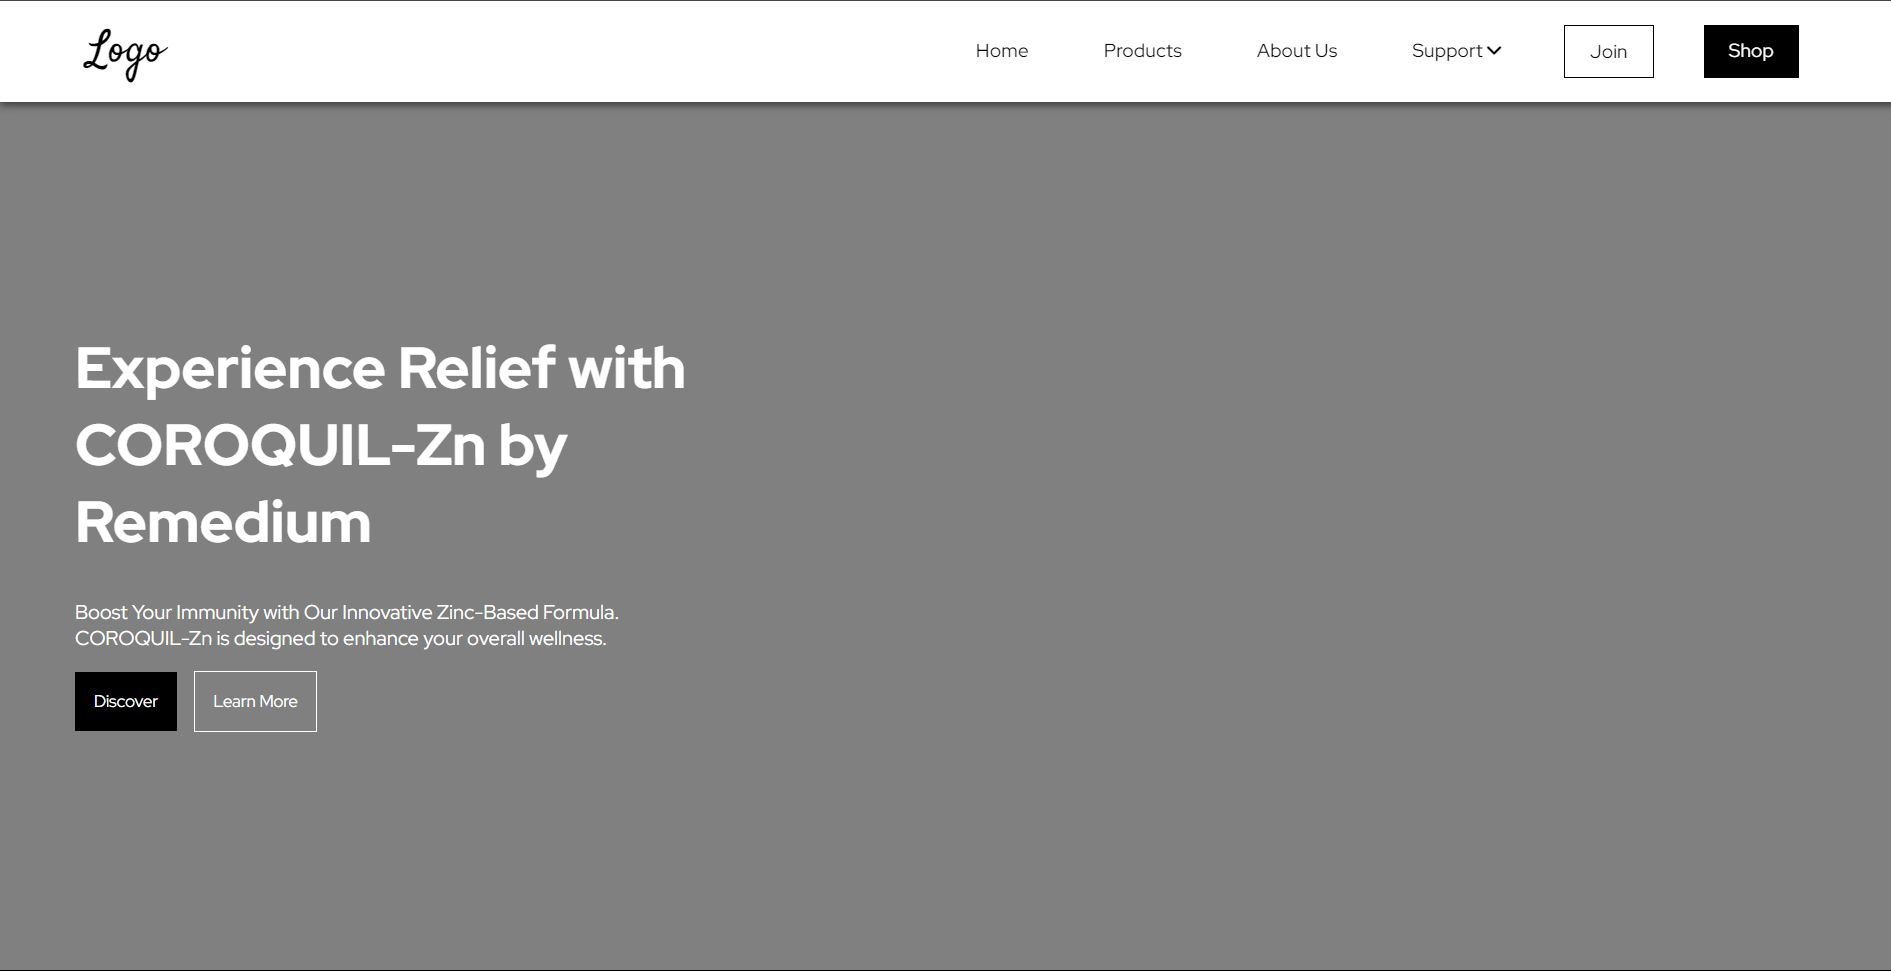 Logo
Home
Products
About Us
Support
Join
Shop
Experience Relief with
COROQUIL-Zn by
Remedium
Boost Your Immunity with Our Innovative Zinc-Based Formula.
COROQUIL-Zn is designed to enhance your overall wellness.
Discover
Learn More